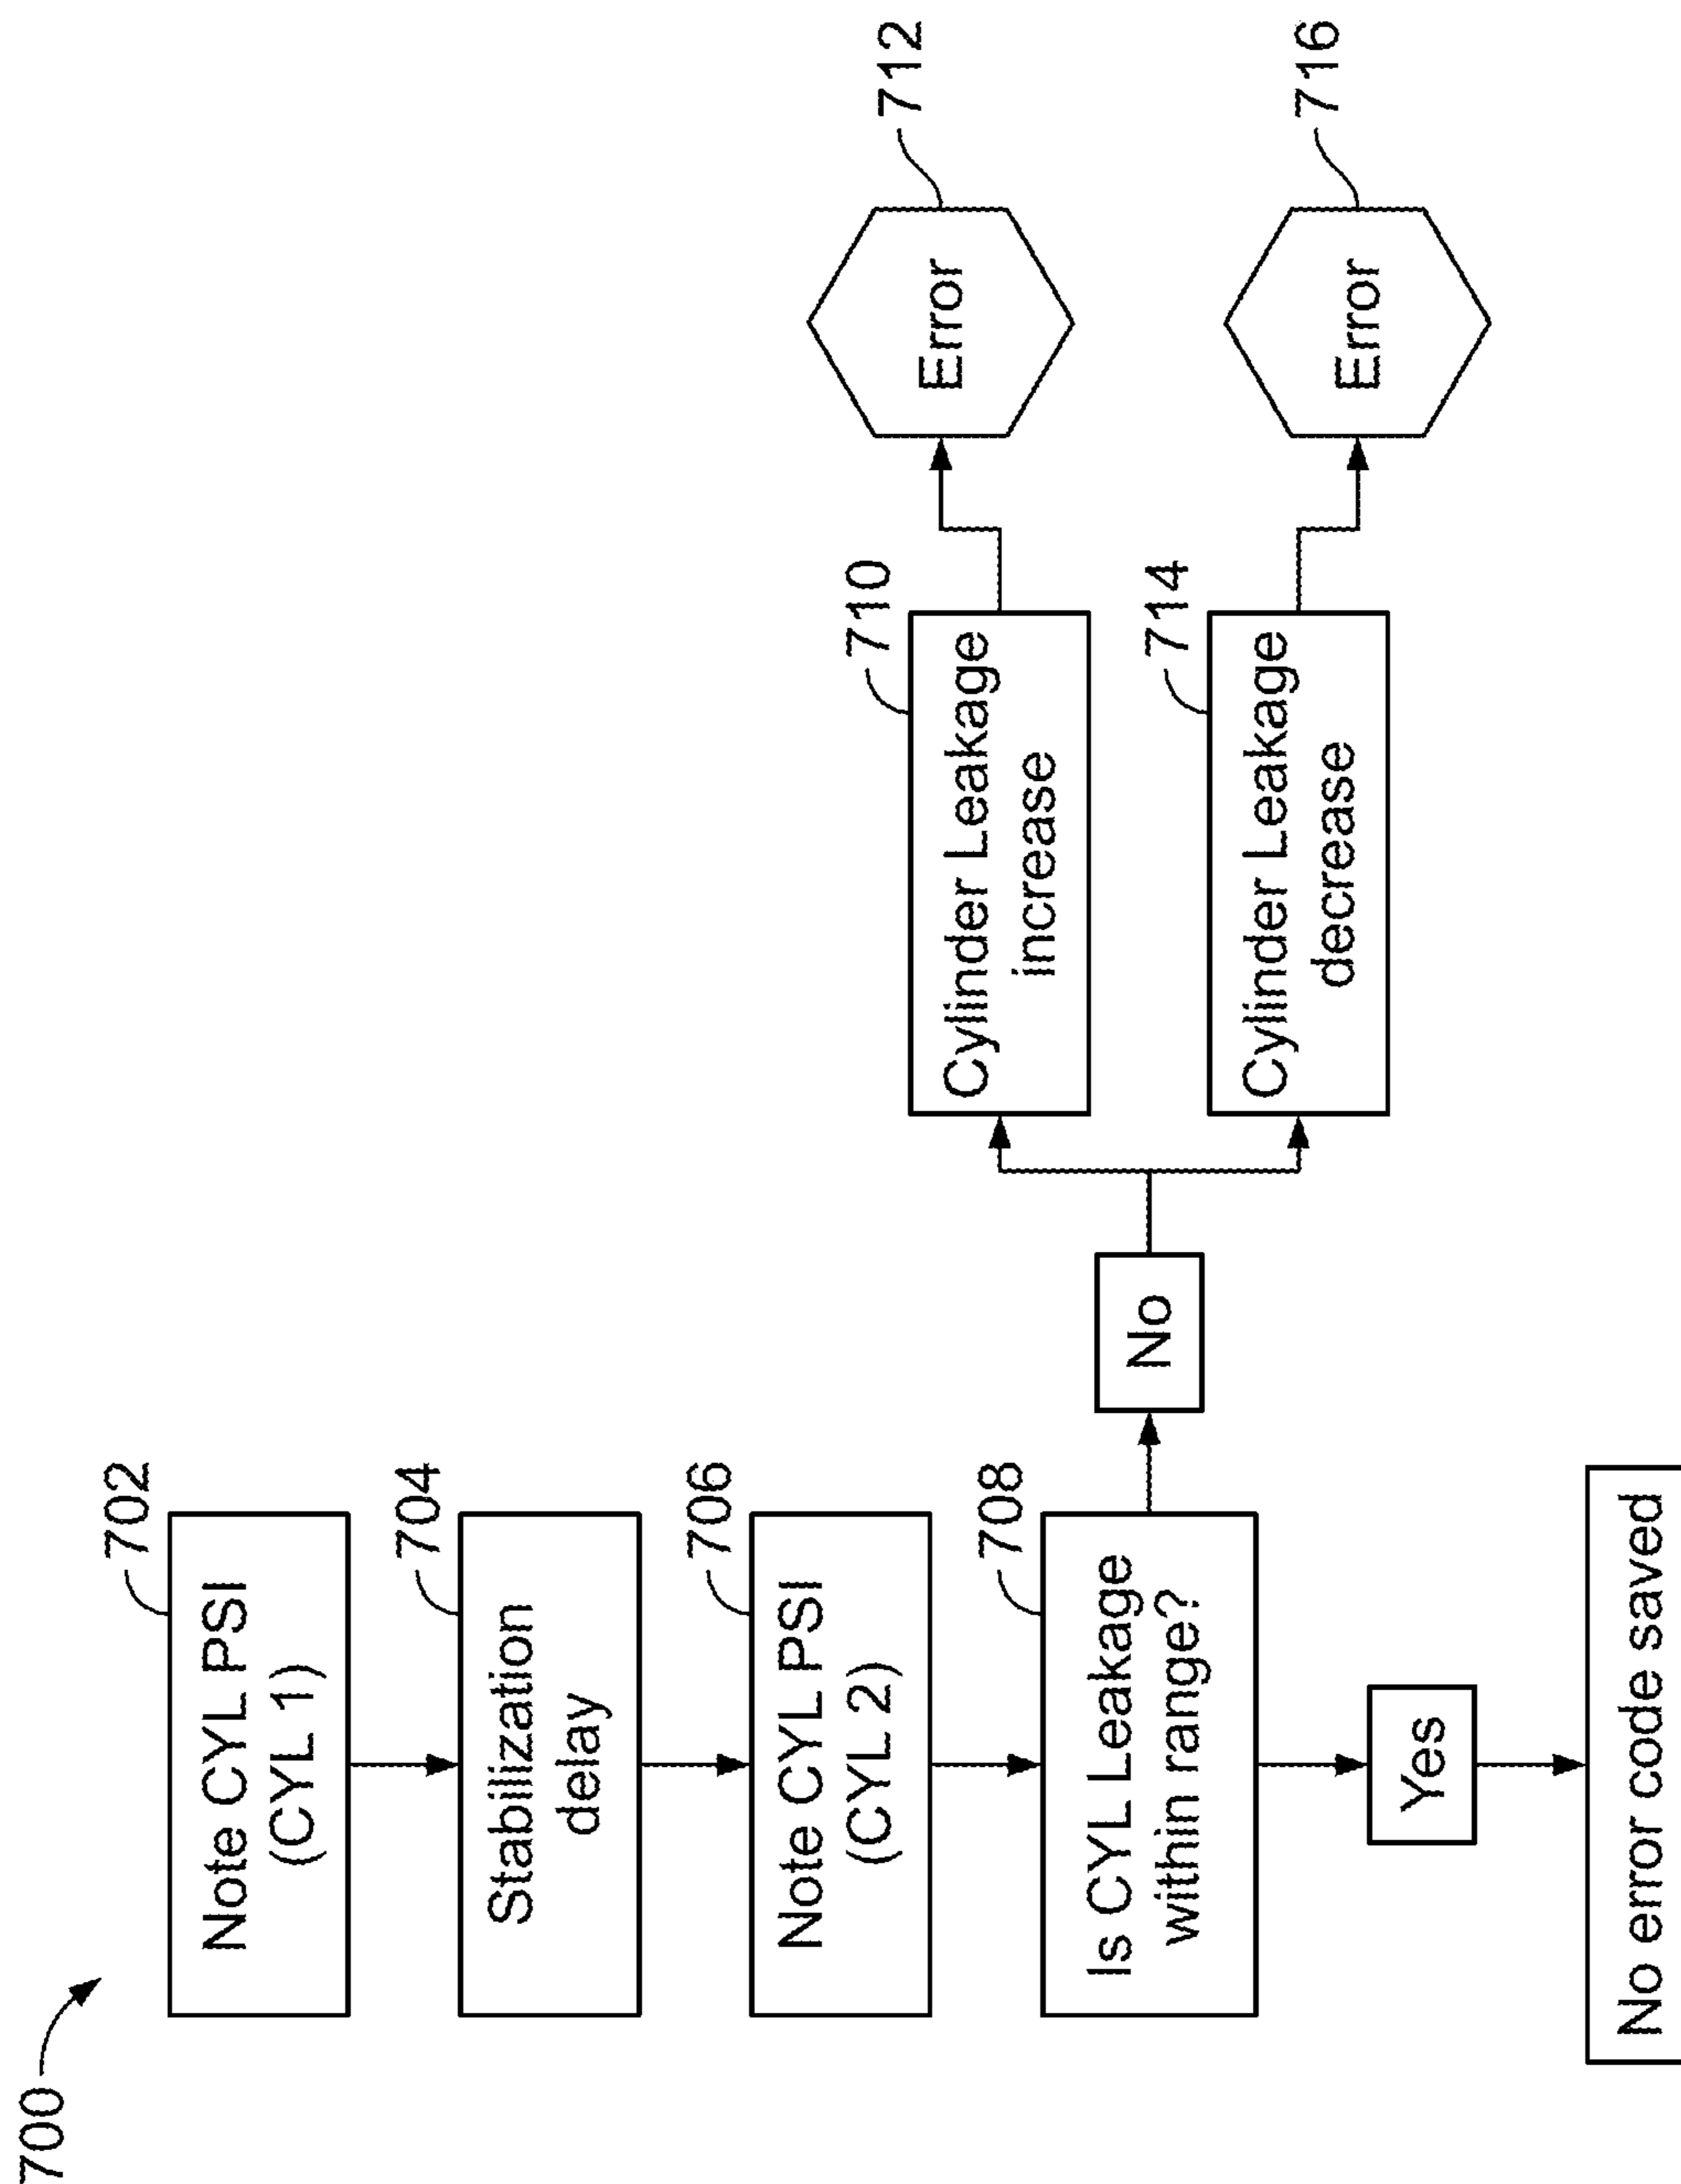 700
702
Note CYL PSI
(CYL 1)
704
Stabilization
delay
706
Note CYL PSI
(CYL 2)
708
Is CYL Leakage
within range?
No
Yes
No error code saved
710
Cylinder Leakage
increase
712
Error
714
Cylinder Leakage
decrease
716
Error